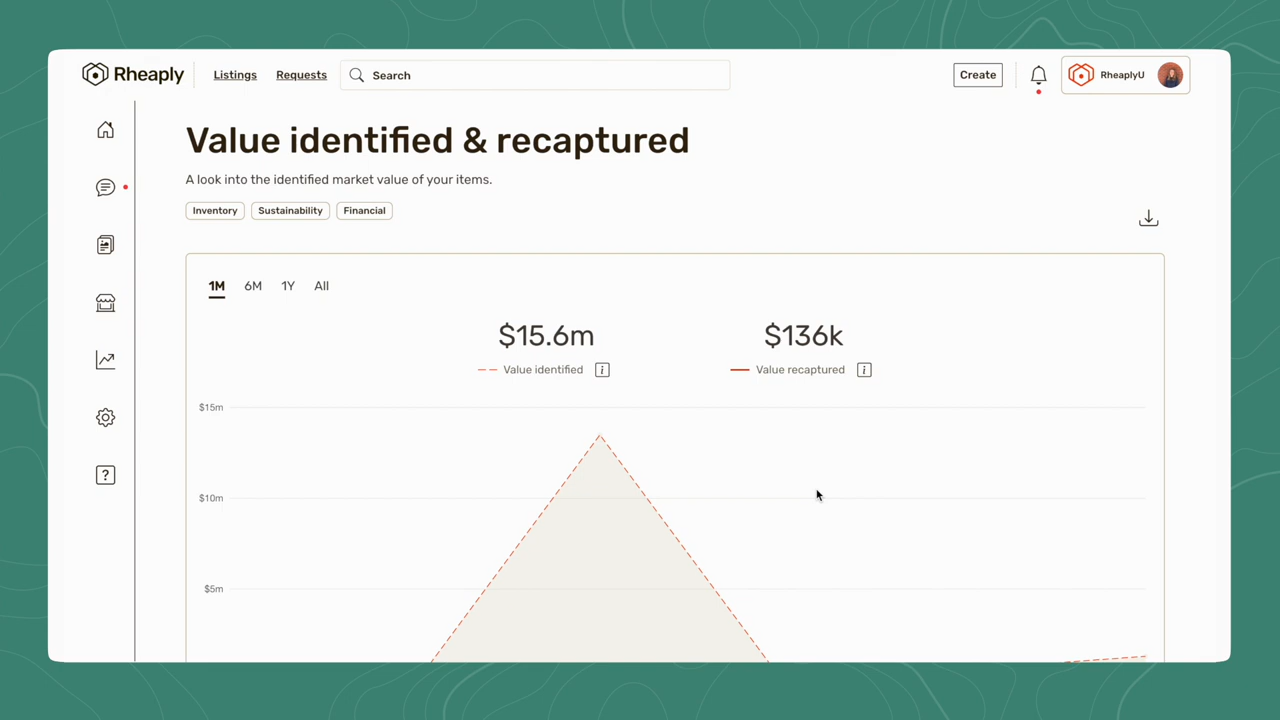 Rheaply
Listings
Requests
Search
Create
RheaplyU
Value identified & recaptured
A look into the identified market value of your items.
Inventory
Sustainability
Financial
1M
6M
1Y
All
$15.6m
$136k
Value identified
i
Value recaptured
i
$15m
$10m
$5m
?